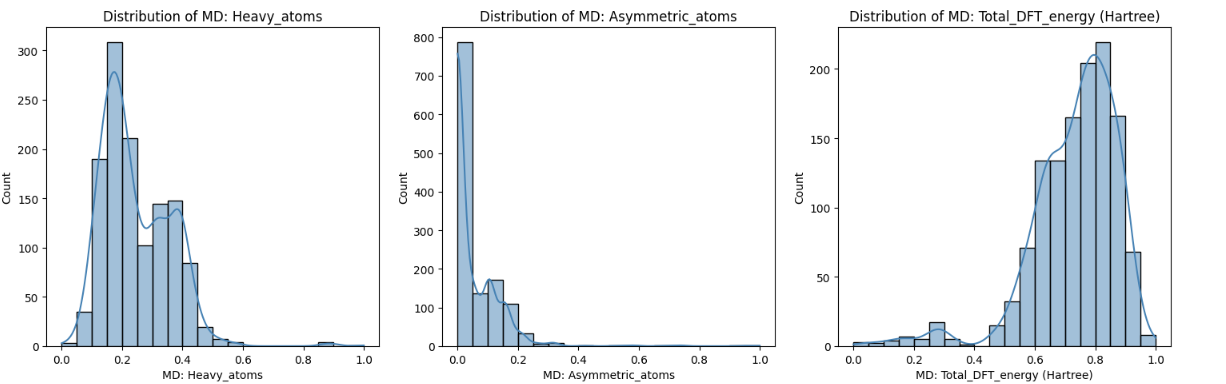 Distribution of MD: Heavy_atoms
300
250
200
150
100
50
0
Count
0.0 0.2 0.4 0.6 0.8 1.0
MD: Heavy_atoms
Distribution of MD: Asymmetric_atoms
800
700
600
500
400
300
200
100
0
Count
0.0 0.2 0.4 0.6 0.8 1.0
MD: Asymmetric_atoms
Distribution of MD: Total_DFT_energy (Hartree)
200
150
100
50
0
Count
0.0 0.2 0.4 0.6 0.8 1.0
MD: Total_DFT_energy (Hartree)